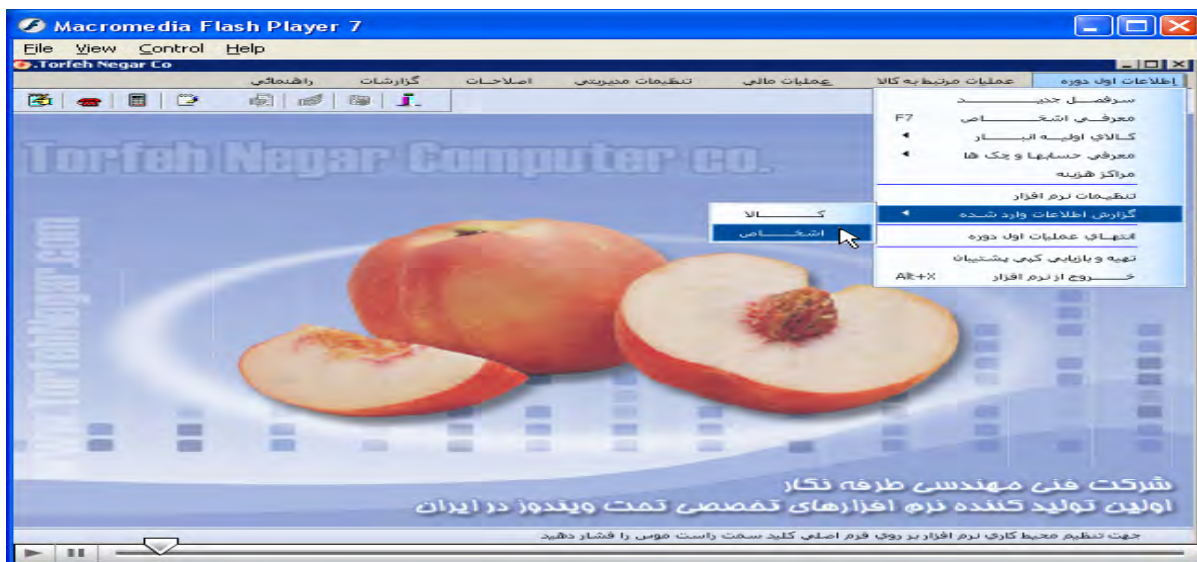 Macromedia Flash Player 7
File View Control Help
.Torfeh Negar Co
اطلاعات اول دوره عملیات مرتبط به کالا عملیات مالی تنظیمات مدیریتی اصلاحات گزارشات راهنمائی
سرفصل جدید
معرفی اشخاص F7
کالای اولیه انبار
معرفی حسابها و چک ها
مراکز هزینه
تنظیمات نرم افزار
گزارش اطلاعات وارد شده
کالا
اشخاص
انتهای عملیات اول دوره
تهیه و بازیابی کپی پشتیبان
خروج از نرم افزار Alt+X
Torfeh Negar Computer co.
www.TorfehNegar.com
شرکت فنی مهندسی طرفه نگار
اولین تولید کننده نرم افزارهای تخصصی تحت ویندوز در ایران
جهت تنظیم محیط کاری نرم افزار بر روی فرم اصلی کلید سمت راست موس را فشار دهید